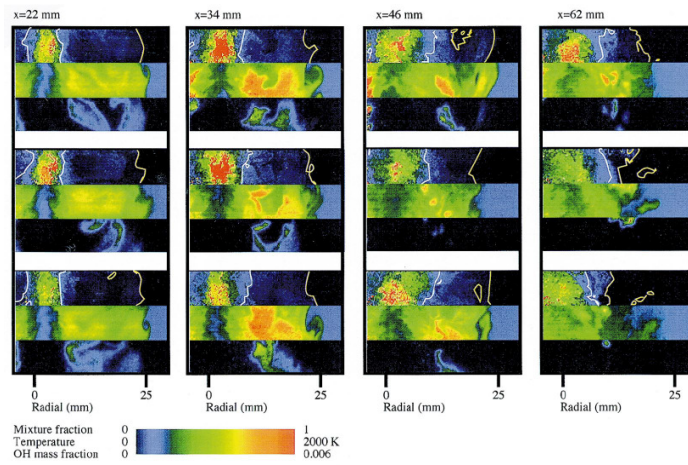 x=22 mm
x=34 mm
x=46 mm
x=62 mm
0 25
0 25
0 25
0 25
Radial (mm)
Radial (mm)
Radial (mm)
Radial (mm)
Mixture fraction 0 1
Temperature 0 2000 K
OH mass fraction 0 0.006